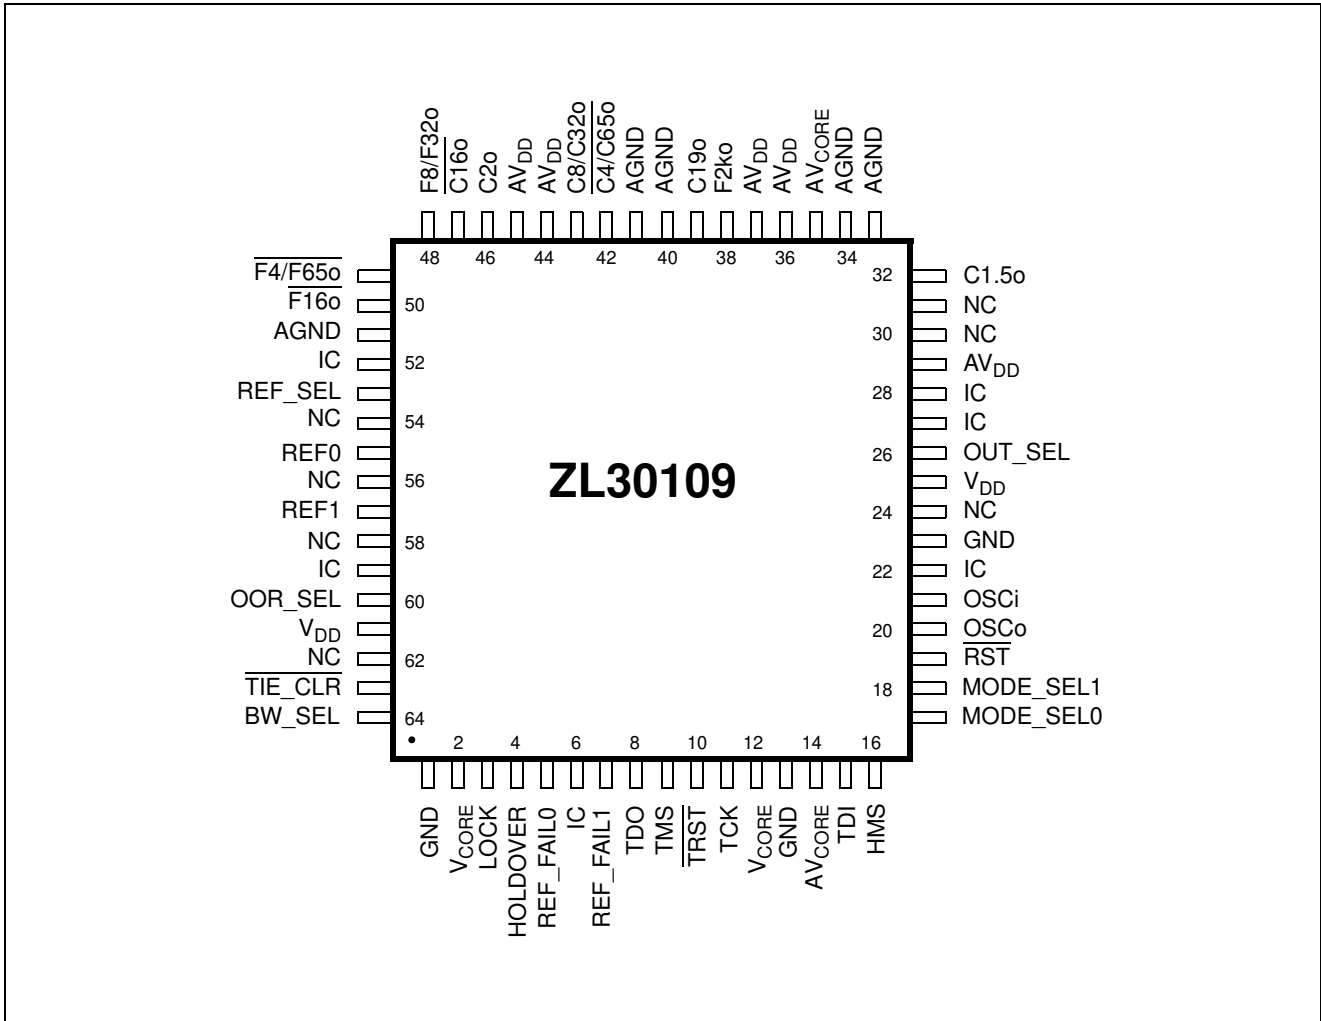 F8/F32o
C16o
C2o
AVDD
AVDD
C8/C32o
C4/C65o
AGND
AGND
C19o
F2ko
AVDD
AVDD
AVCORE
AGND
AGND
48 46 44 42 40 38 36 34
F4/F65o
F16o
AGND
IC
REF_SEL
NC
REF0
NC
REF1
NC
IC
OOR_SEL
VDD
NC
TIE_CLR
BW_SEL
50
52
54
56
58
60
62
64
ZL30109
32
30
28
26
24
22
20
18
C1.5o
NC
NC
AVDD
IC
IC
OUT_SEL
VDD
NC
GND
IC
OSCi
OSCo
RST
MODE_SEL1
MODE_SEL0
2 4 6 8 10 12 14 16
GND
VCORE
LOCK
HOLDOVER
REF_FAIL0
IC
REF_FAIL1
TDO
TMS
TRST
TCK
VCORE
GND
AVCORE
TDI
HMS